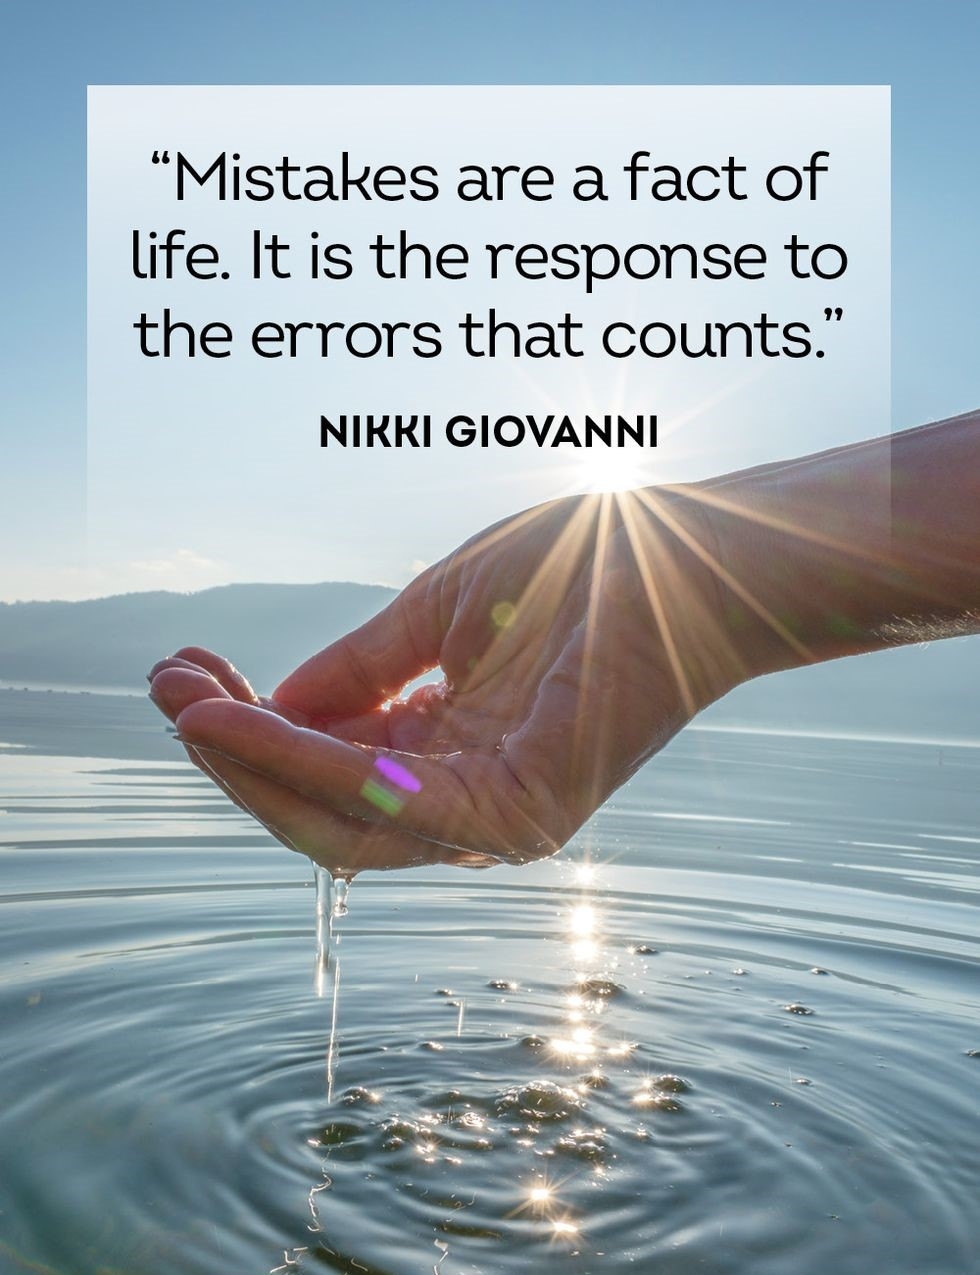 “Mistakes are a fact of
life. It is the response to
the errors that counts.”
NIKKI GIOVANNI